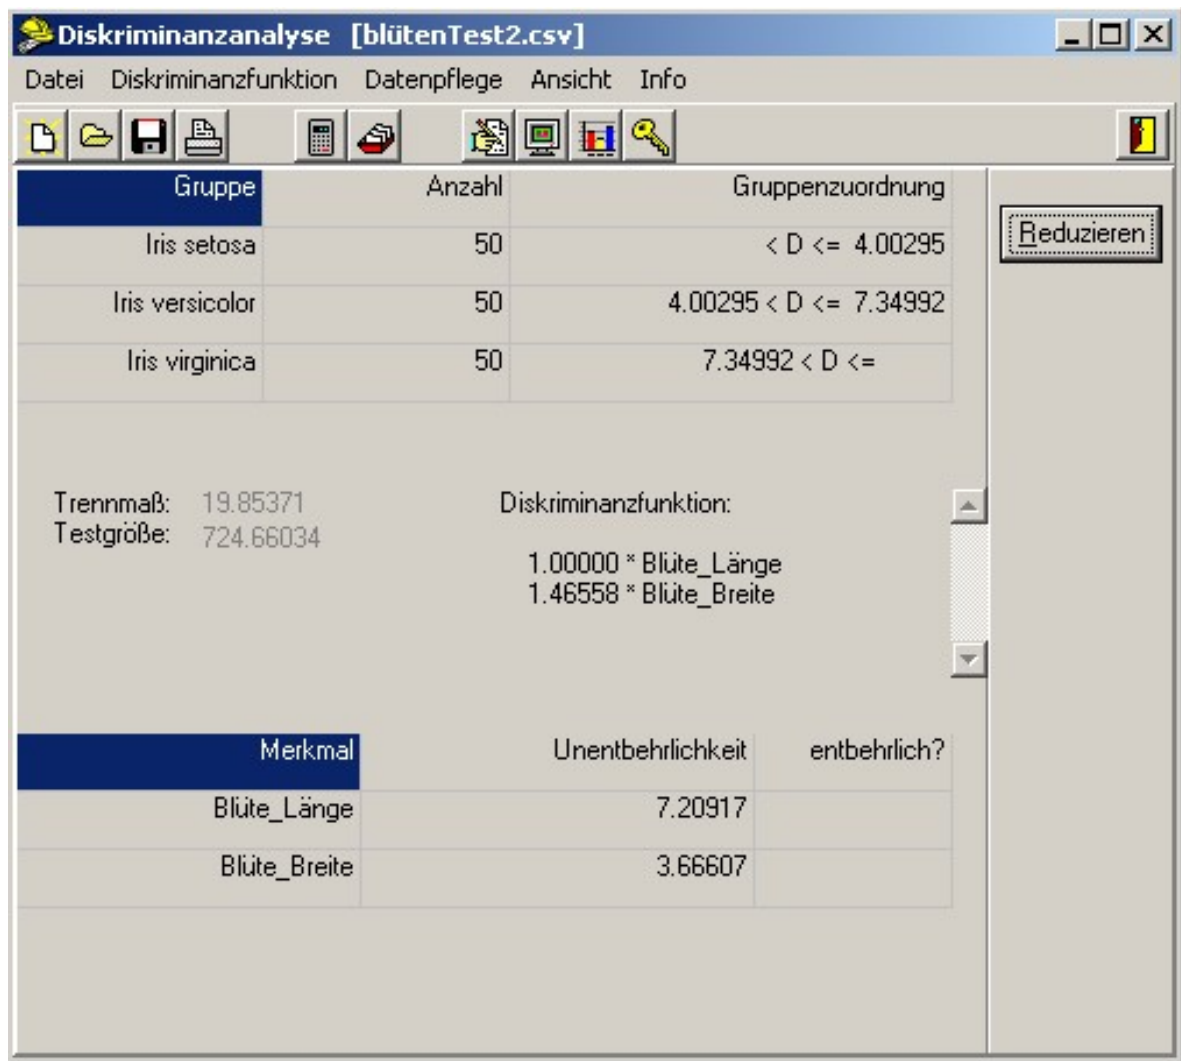 Diskriminanzanalyse [blütenTest2.csv]
Datei Diskriminanzfunktion Datenpflege Ansicht Info
Gruppe Anzahl Gruppenzuordnung
Iris setosa 50 < D <= 4.00295
Iris versicolor 50 4.00295 < D <= 7.34992
Iris virginica 50 7.34992 < D <=
Reduzieren
Trennmaß: 19.85371
Testgröße: 724.66034
Diskriminanzfunktion:
1.00000 * Blüte_Länge
1.46558 * Blüte_Breite
Merkmal Unentbehrlichkeit entbehrlich?
Blüte_Länge 7.20917
Blüte_Breite 3.66607